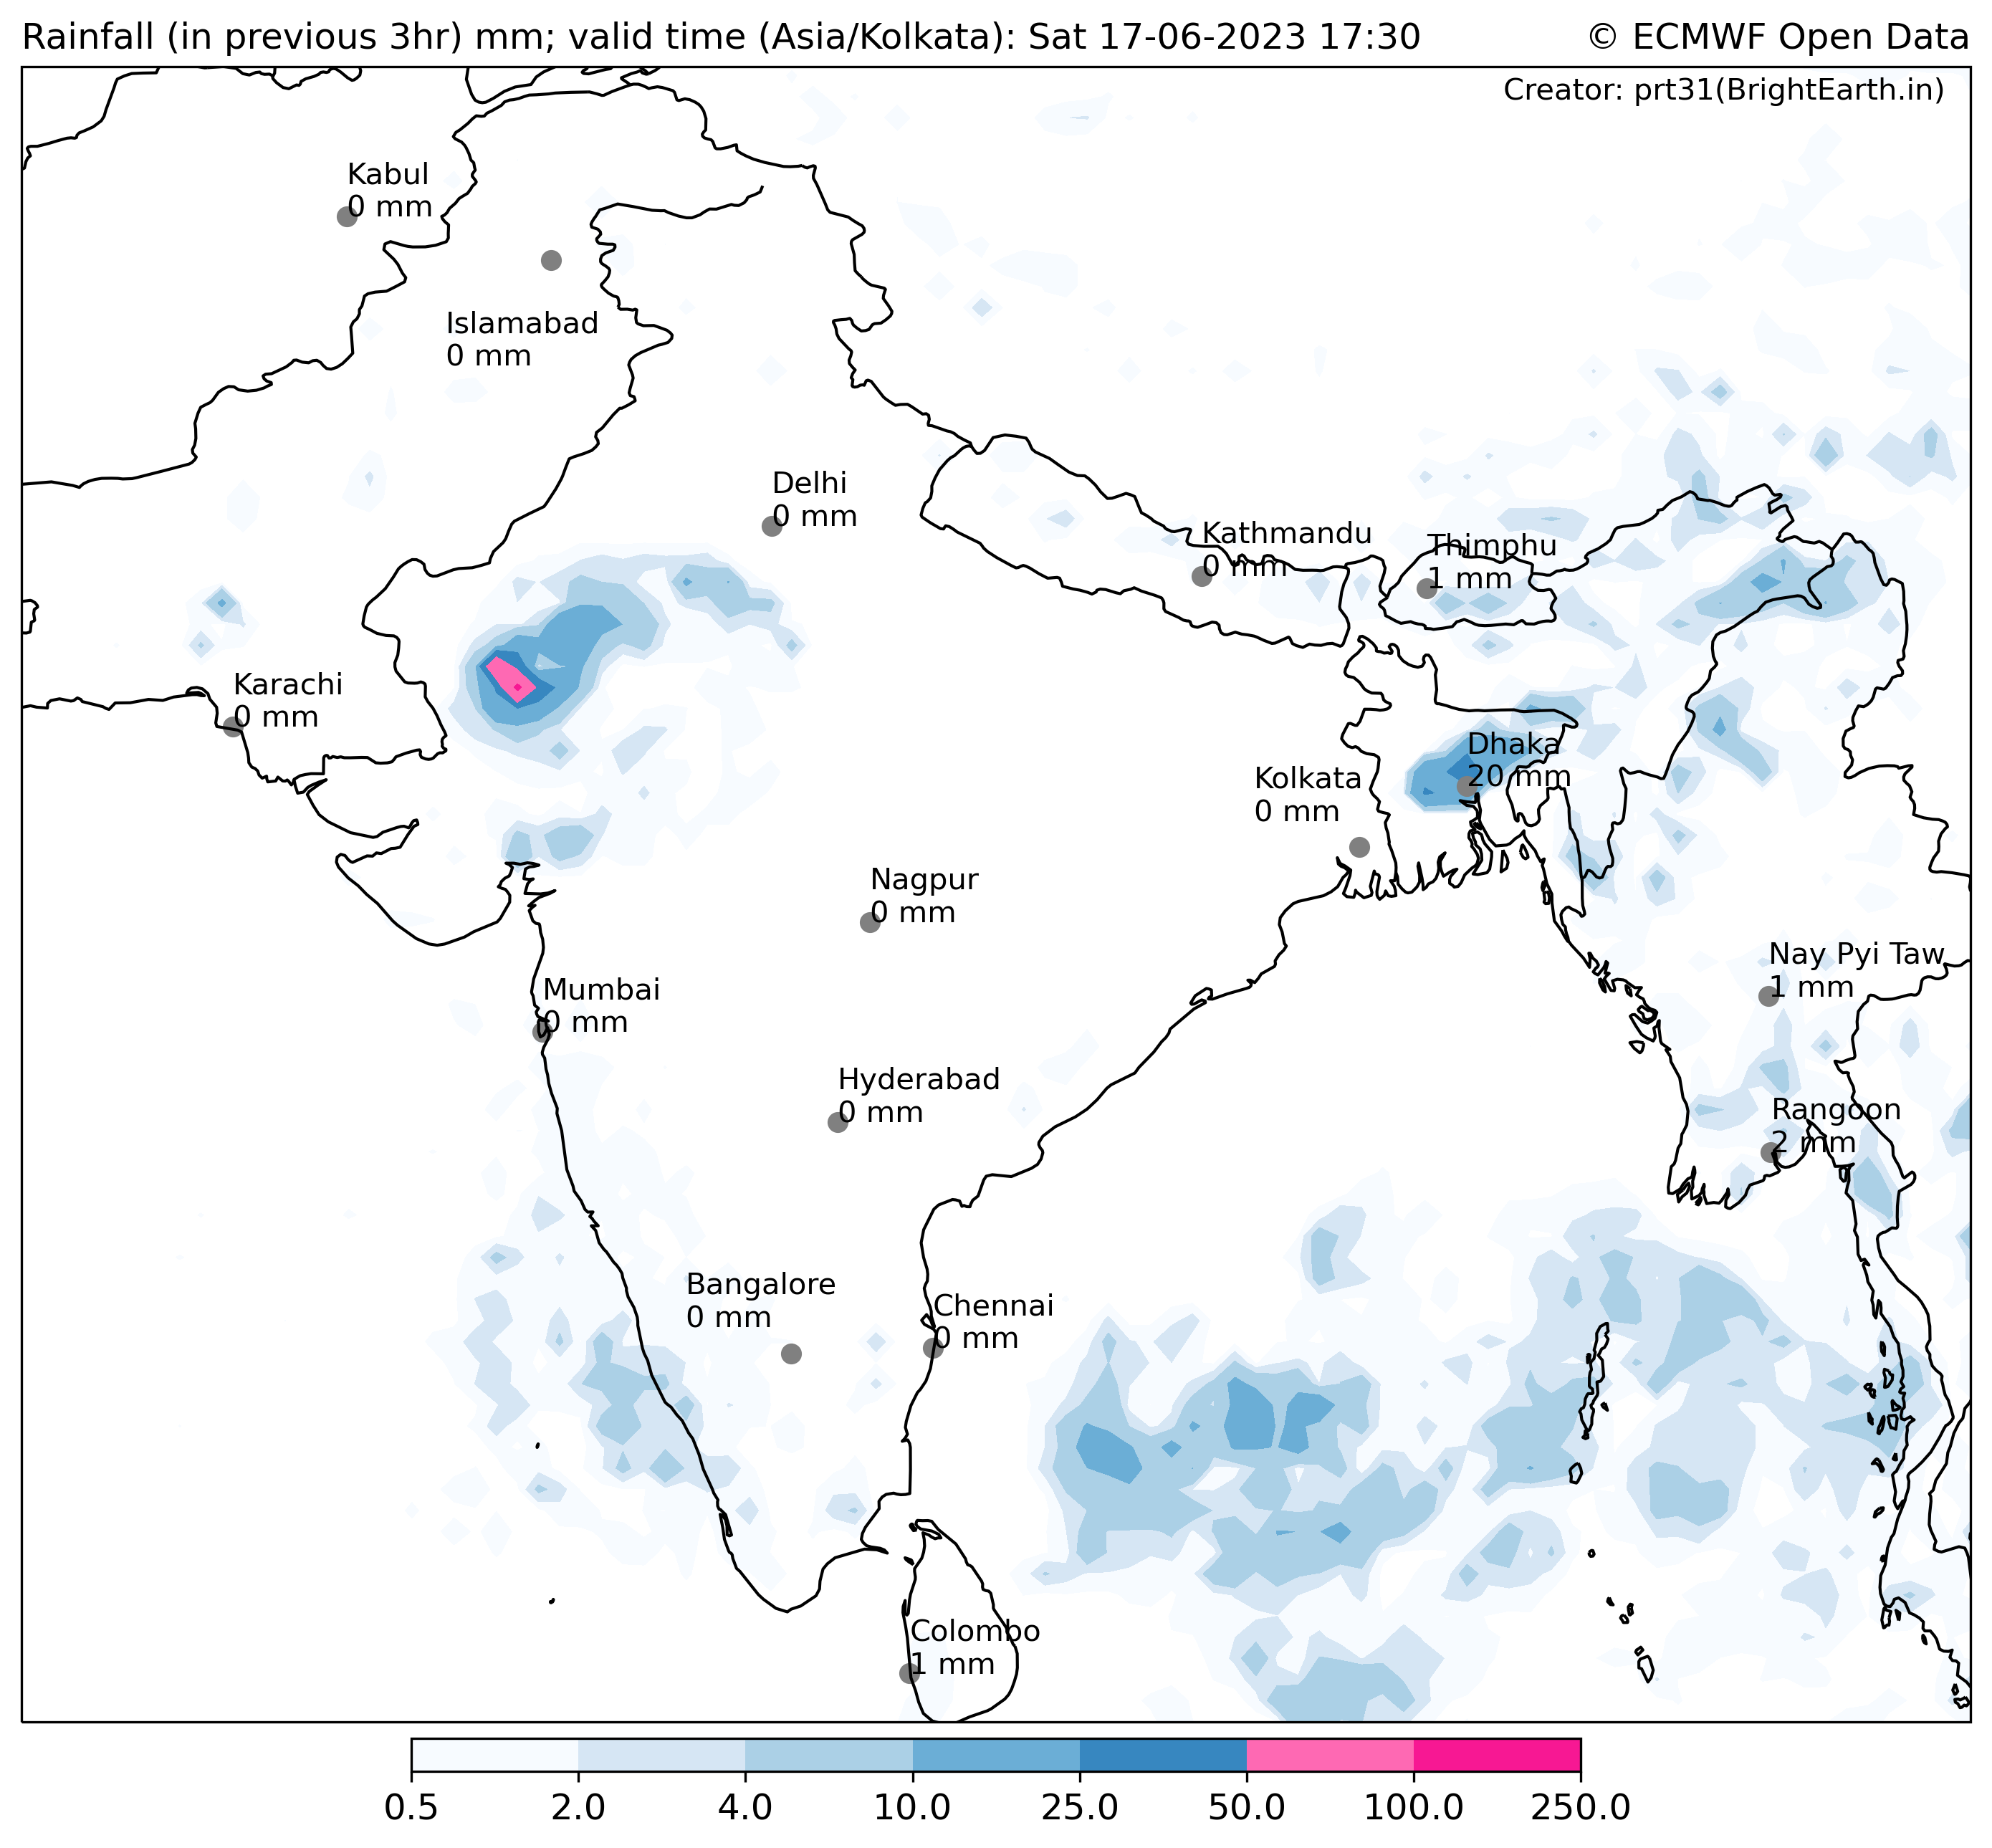 Rainfall (in previous 3hr) mm; valid time (Asia/Kolkata): Sat 17-06-2023 17:30
© ECMWF Open Data
Creator: prt31(BrightEarth.in)
Kabul
0 mm
Islamabad
0 mm
Delhi
0 mm
Kathmandu
0 mm
Thimphu
1 mm
Karachi
0 mm
Dhaka
20 mm
Kolkata
0 mm
Nagpur
0 mm
Nay Pyi Taw
1 mm
Mumbai
0 mm
Hyderabad
0 mm
Rangoon
2 mm
Bangalore
0 mm
Chennai
0 mm
Colombo
1 mm
0.5 2.0 4.0 10.0 25.0 50.0 100.0 250.0